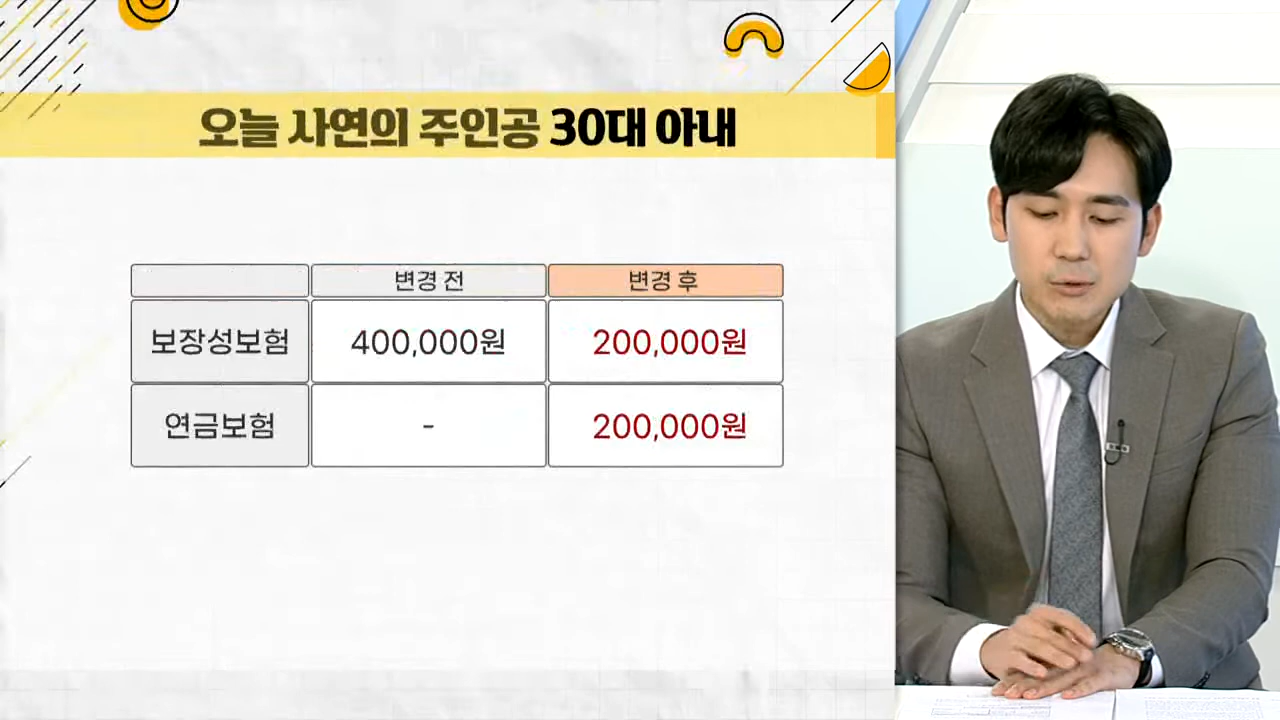 오늘 사연의 주인공 30대 아내
변경 전 변경 후
보장성보험 400,000원 200,000원
연금보험 - 200,000원